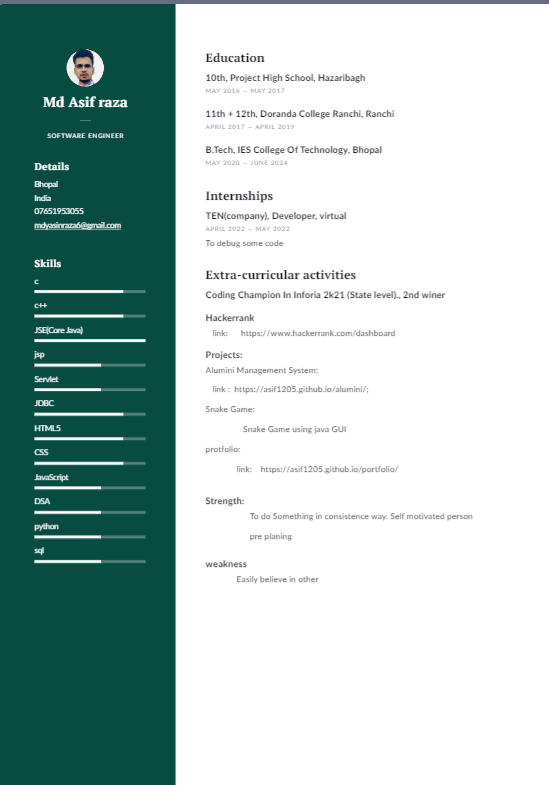 Md Asif raza
SOFTWARE ENGINEER
Details
Bhopal
India
07651953055
mdyasinraza6@gmail.com
Skills
c
c++
JSE(Core Java)
jsp
Servlet
JDBC
HTML5
CSS
JavaScript
DSA
python
sql
Education
10th, Project High School, Hazaribagh
MAY 2016 — MAY 2017
11th + 12th, Doranda College Ranchi, Ranchi
APRIL 2017 — APRIL 2019
B.Tech, IES College Of Technology, Bhopal
MAY 2020 — JUNE 2024
Internships
TEN(company), Developer, virtual
APRIL 2022 — MAY 2022
To debug some code
Extra-curricular activities
Coding Champion In Inforia 2k21 (State level)., 2nd winer
Hackerrank
link: https://www.hackerrank.com/dashboard
Projects:
Alumini Management System:
link : https://asif1205.github.io/alumini/;
Snake Game:
Snake Game using java GUI
protfolio:
link: https://asif1205.github.io/portfolio/
Strength:
To do Something in consistence way. Self motivated person
pre planing
weakness
Easily believe in other